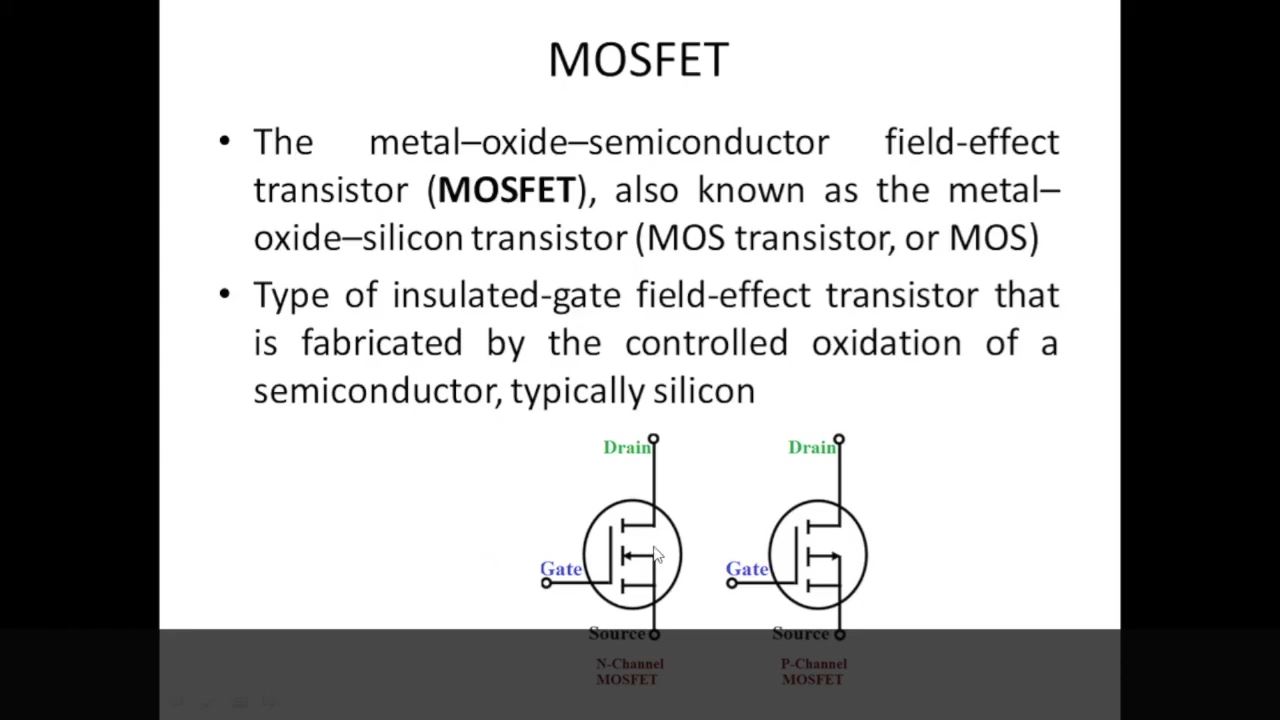 MOSFET
• The metal–oxide–semiconductor field-effect
transistor (MOSFET), also known as the metal–
oxide–silicon transistor (MOS transistor, or MOS)
• Type of insulated-gate field-effect transistor that
is fabricated by the controlled oxidation of a
semiconductor, typically silicon
Drain
Gate
Source
N-Channel
MOSFET
Drain
Gate
Source
P-Channel
MOSFET